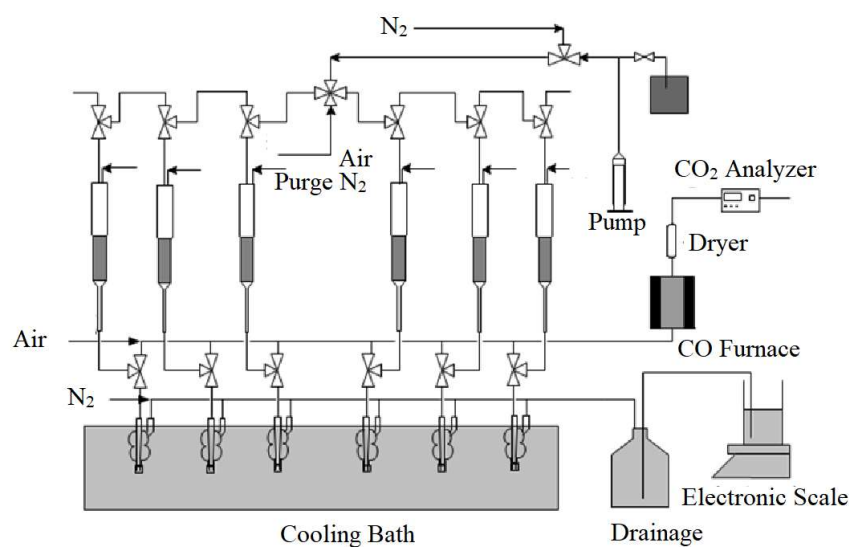 N₂
Air
Purge N₂
CO₂ Analyzer
Pump
Dryer
Air
CO Furnace
N₂
Electronic Scale
Cooling Bath
Drainage